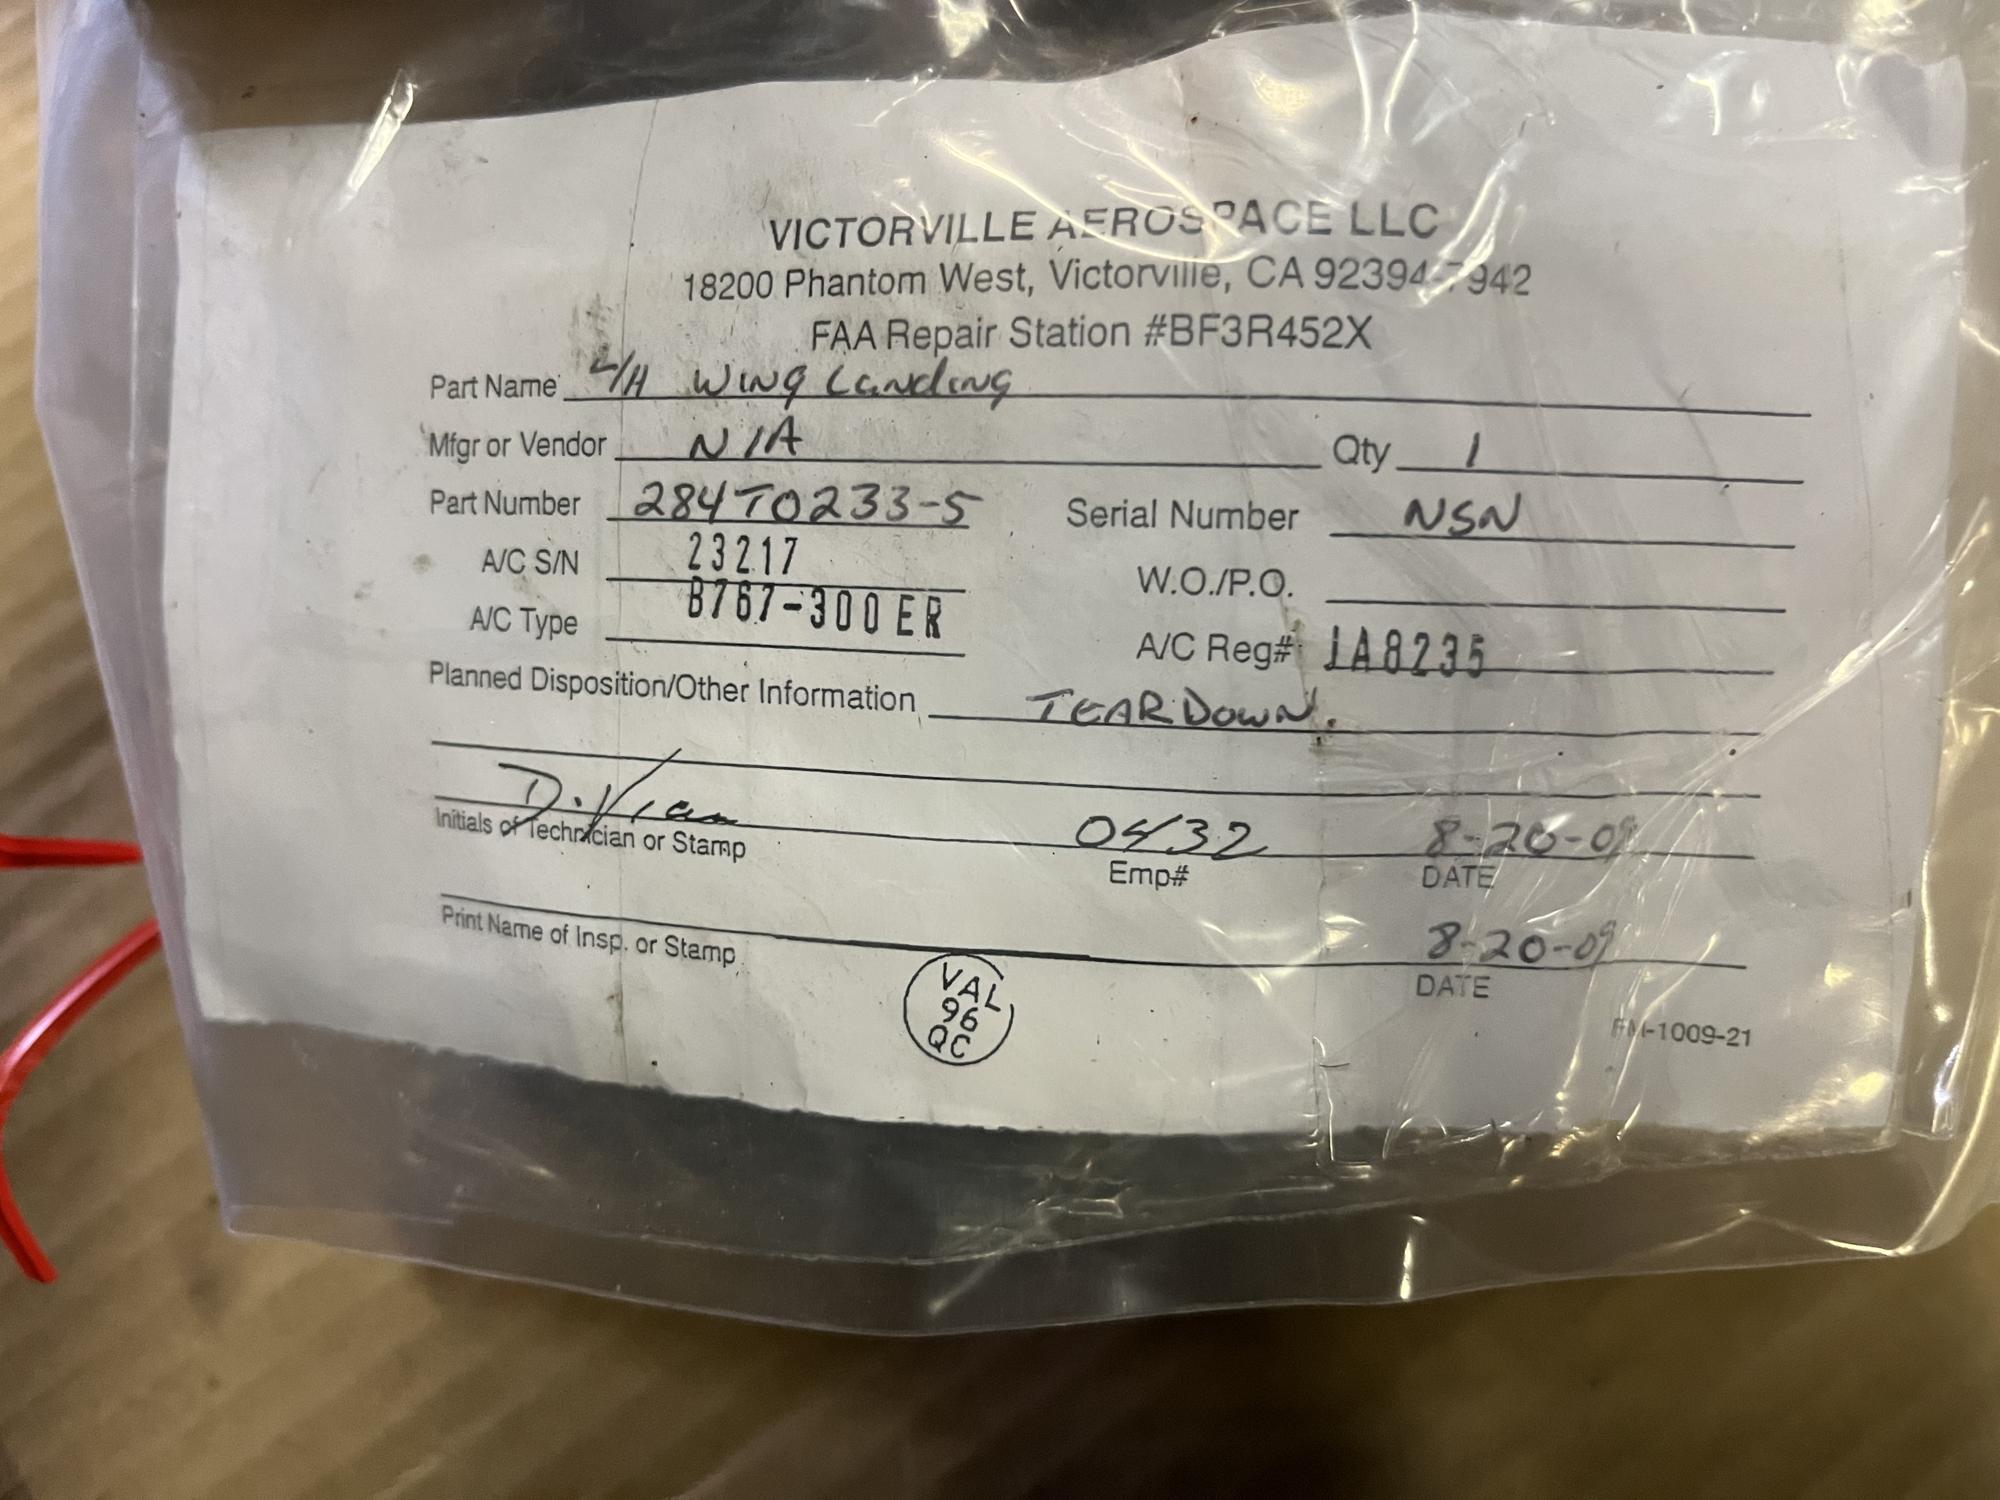 VICTORVILLE AEROSPACE LLC
18200 Phantom West, Victorville, CA 92394-7942
FAA Repair Station #BF3R452X
Part Name L/H Wing Landing
Mfgr or Vendor N/A Qty 1
Part Number 284T0233-5 Serial Number NSN
A/C S/N 23217 W.O./P.O.
A/C Type B767-300ER A/C Reg# JA8235
Planned Disposition/Other Information TEARDOWN.
0432 8-20-09
Initials of Technician or Stamp Emp# DATE
8-20-09
Print Name of Insp. or Stamp DATE
VAL
96
QC
FM-1009-21